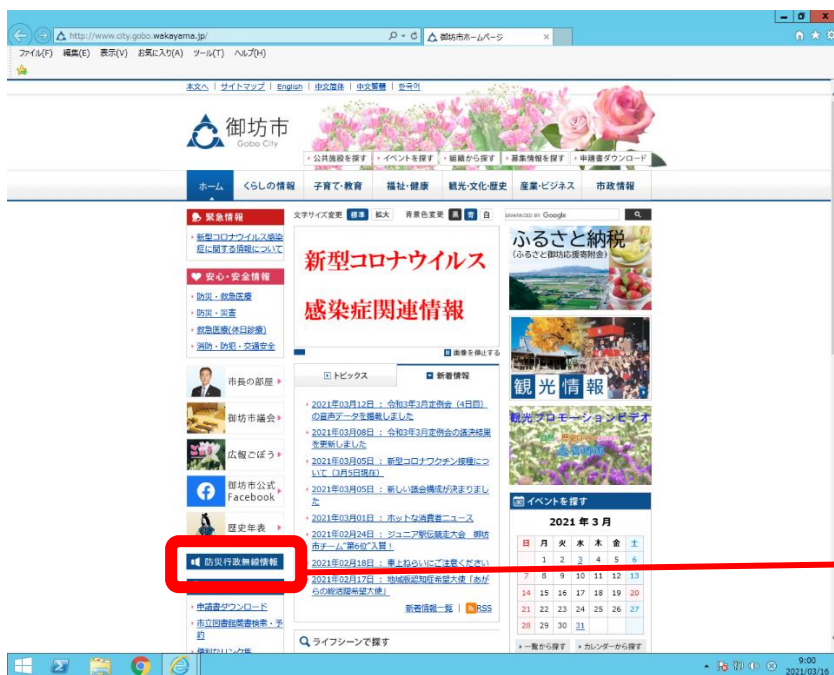 http://www.city.gobo.wakayama.jp/
御坊市ホームページ
ファイル(F) 編集(E) 表示(V) お気に入り(A) ツール(T) ヘルプ(H)
本文へ | サイトマップ | English | 中文简体 | 中文繁體 | 한국어
御坊市
Gobo City
公共施設を探す イベントを探す 組織から探す 募集情報を探す 申請書ダウンロード
ホーム くらしの情報 子育て・教育 福祉・健康 観光・文化・歴史 産業・ビジネス 市政情報
緊急情報
新型コロナウイルス感染
症に関する情報について
安心・安全情報
防災・救急医療
防災・災害
救急医療(休日診療)
消防・防犯・交通安全
市長の部屋
御坊市議会
広報ごぼう
御坊市公式
Facebook
歴史年表
防災行政無線情報
申請書ダウンロード
市立図書館蔵書検索・予
約
便利なリンク集
文字サイズ変更 標準 拡大 背景色変更 黒 青 白
新型コロナウイルス
感染症関連情報
画像を停止する
トピックス 新着情報
2021年03月12日 : 令和3年3月定例会（4日目）
の音声データを掲載しました
2021年03月08日 : 令和3年3月定例会の議決結果
を更新しました
2021年03月05日 : 新型コロナワクチン接種につ
いて（3月5日現在）
2021年03月05日 : 新しい議会構成が決まりまし
た
2021年03月01日 : ホットな消費者ニュース
2021年02月24日 : ジュニア駅伝競走大会 御坊
市チーム"第6位"入賞！
2021年02月18日 : 車上ねらいにご注意ください
2021年02月17日 : 地域版認知症希望大使「あが
らの総活躍希望大使」
新着情報一覧 | RSS
ライフシーンで探す
ENHANCED BY Google
ふるさと納税
(ふるさと御坊応援寄附金)
観光情報
観光プロモーションビデオ
イベントを探す
2021 年 3 月
日 月 火 水 木 金 土
1 2 3 4 5 6
7 8 9 10 11 12 13
14 15 16 17 18 19 20
21 22 23 24 25 26 27
28 29 30 31
一覧から探す カレンダーから探す
9:00
2021/03/16